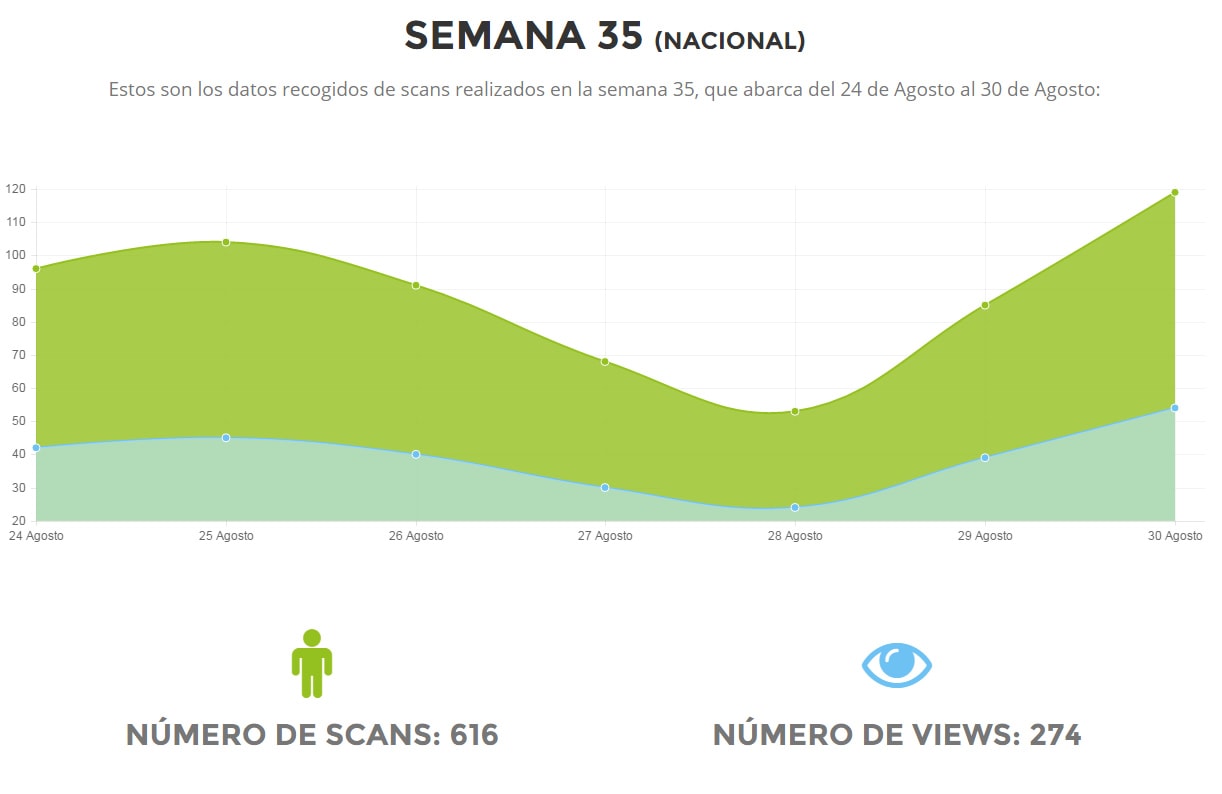 SEMANA 35 (NACIONAL)
Estos son los datos recogidos de scans realizados en la semana 35, que abarca del 24 de Agosto al 30 de Agosto:
120
110
100
90
80
70
60
50
40
30
20
24 Agosto 25 Agosto 26 Agosto 27 Agosto 28 Agosto 29 Agosto 30 Agosto
NÚMERO DE SCANS: 616
NÚMERO DE VIEWS: 274